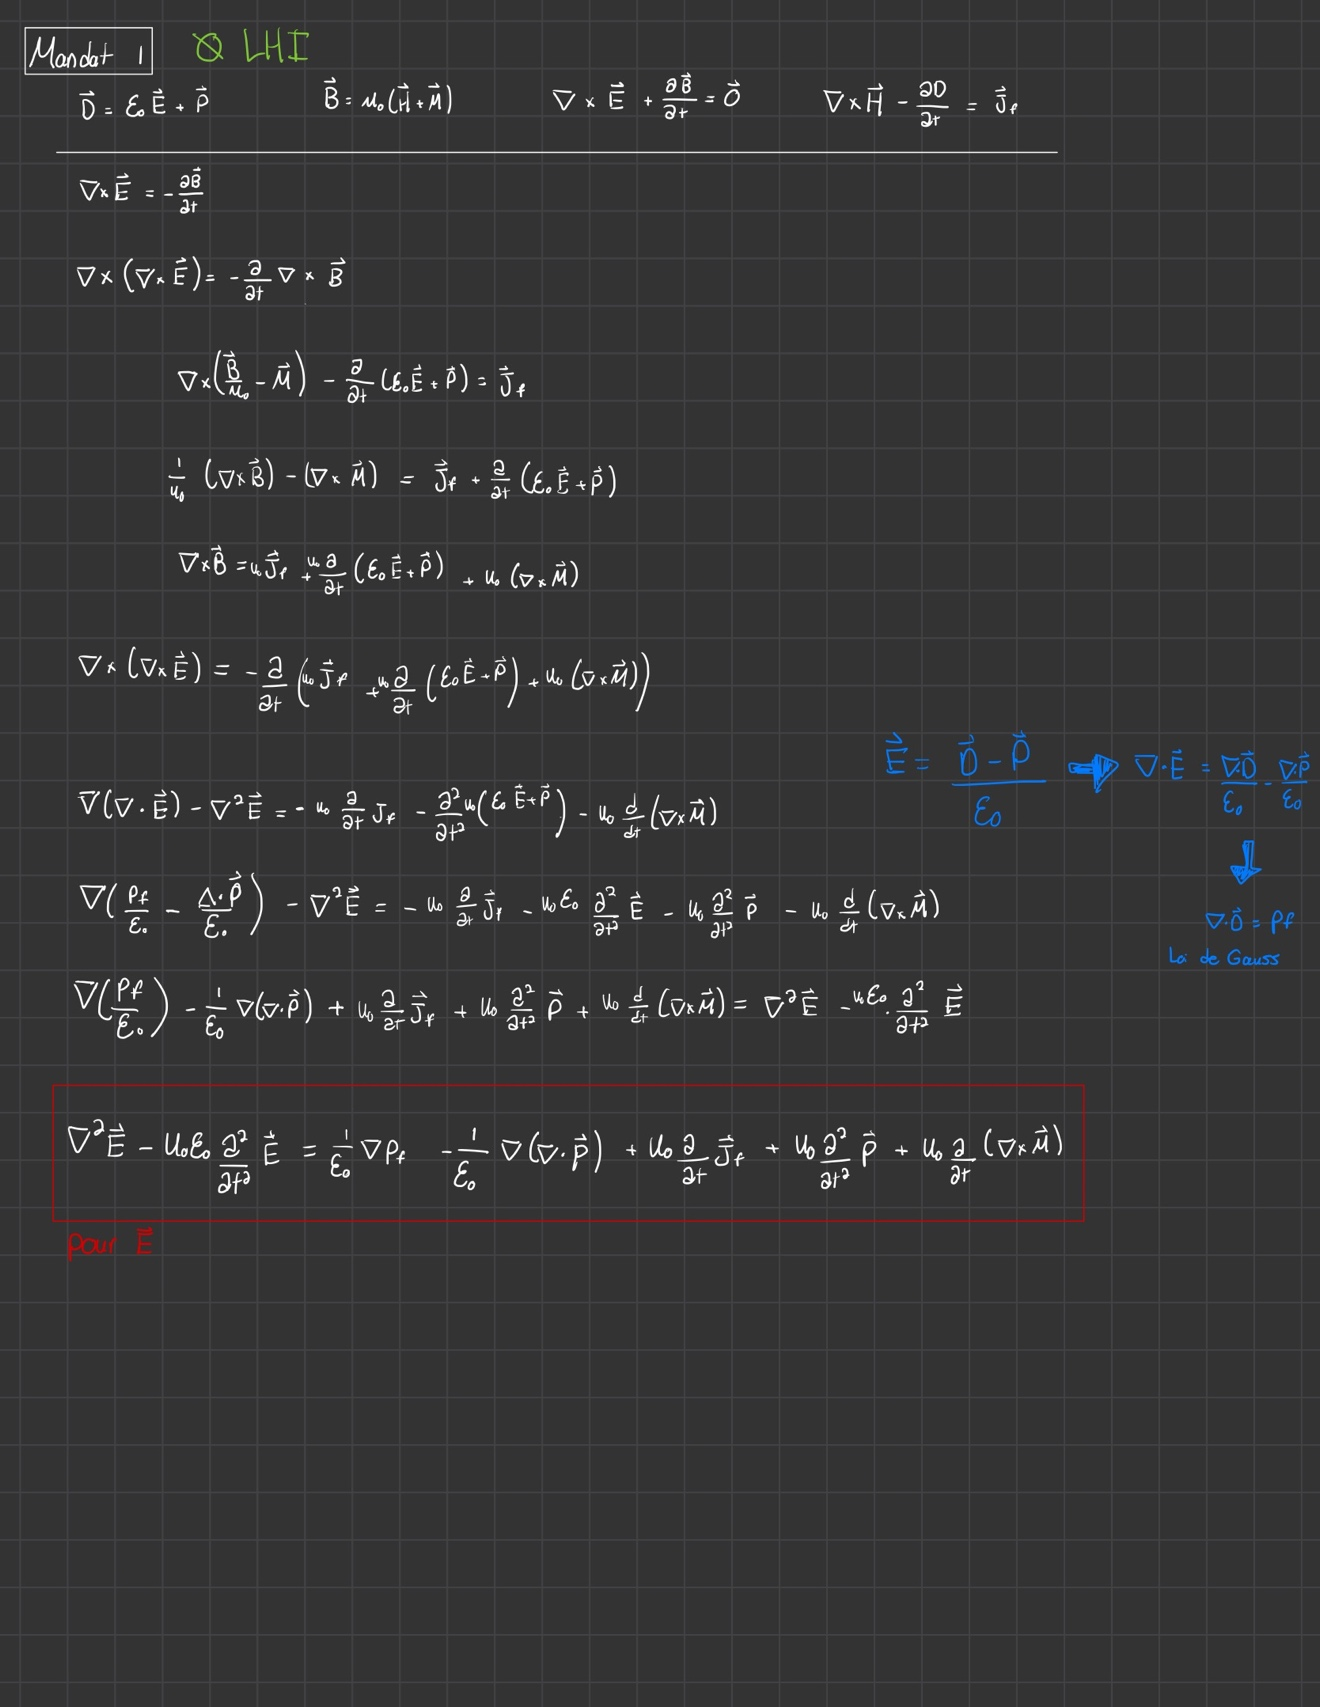 Mandat 1 ∅ LHI
D⃗ = ε₀E⃗ + P⃗   B⃗ = μ₀(H⃗ + M⃗)   ∇ × E⃗ + ∂B⃗/∂t = 0⃗   ∇ × H⃗ - ∂D/∂t = J⃗f
∇ × E⃗ = -∂B⃗/∂t
∇ × (∇ × E⃗) = -∂/∂t ∇ × B⃗
∇ × (B⃗/μ₀ - M⃗) - ∂/∂t (ε₀E⃗ + P⃗) = J⃗f
1/μ₀ (∇ × B⃗) - (∇ × M⃗) = J⃗f + ∂/∂t (ε₀E⃗ + P⃗)
∇ × B⃗ = μ₀J⃗f + μ₀ ∂/∂t (ε₀E⃗ + P⃗) + μ₀ (∇ × M⃗)
∇ × (∇ × E⃗) = -∂/∂t (μ₀J⃗f + μ₀ ∂/∂t (ε₀E⃗ + P⃗) + μ₀ (∇ × M⃗))
E⃗ = (D⃗ - P⃗)/ε₀ → ∇·E⃗ = ∇·D⃗/ε₀ - ∇·P⃗/ε₀
∇(∇·E⃗) - ∇²E⃗ = -μ₀ ∂/∂t Jf - ∂²/∂t² μ₀(ε₀E⃗ + P⃗) - μ₀ d/dt (∇ × M⃗)
↓
∇(ρf/ε₀ - Δ·P⃗/ε₀) - ∇²E⃗ = -μ₀ ∂/∂t J⃗f - μ₀ε₀ ∂²/∂t² E⃗ - μ₀ ∂²/∂t² P⃗ - μ₀ d/dt (∇ × M⃗)
∇·D⃗ = ρf
Loi de Gauss
∇(ρf/ε₀) - 1/ε₀ ∇(∇·P⃗) + μ₀ ∂/∂t J⃗f + μ₀ ∂²/∂t² P⃗ + μ₀ d/dt (∇ × M⃗) = ∇²E⃗ - μ₀ε₀ · ∂²/∂t² E⃗
∇²E⃗ - μ₀ε₀ ∂²/∂t² E⃗ = 1/ε₀ ∇ρf - 1/ε₀ ∇(∇·P⃗) + μ₀ ∂/∂t J⃗f + μ₀ ∂²/∂t² P⃗ + μ₀ ∂/∂t (∇ × M⃗)
pour E⃗